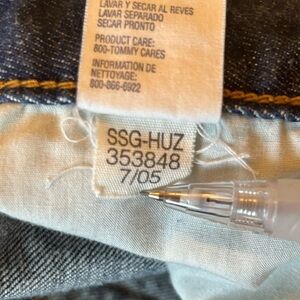 LAVAR Y SECAR AL REVES
LAVAR SEPARADO
SECAR PRONTO
PRODUCT CARE:
800-TOMMY CARES
INFORMATION DE
NETTOYAGE:
800-866-6922
SSG-HUZ
353848
7/05